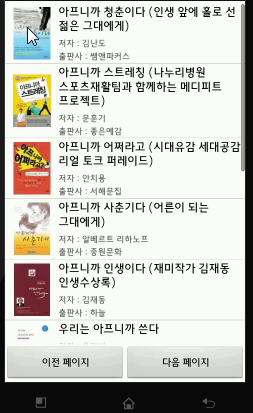 아프니까 청춘이다 (인생 앞에 홀로 선
젊은 그대에게)
저자 : 김난도
출판사 : 쌤앤파커스
아프니까 스트레칭 (나누리병원
스포츠재활팀과 함께하는 메디피트
프로젝트)
저자 : 문훈기
출판사 : 좋은예감
아프니까 어쩌라고 (시대유감 세대공감
리얼 토크 퍼레이드)
저자 : 안치용
출판사 : 서해문집
아프니까 사춘기다 (어른이 되는
그대에게)
저자 : 알베르트 리하노프
출판사 : 중원문화
아프니까 인생이다 (재미작가 김재동
인생수상록)
저자 : 김재동
출판사 : 하늘
우리는 아프니까 쓴다
이전 페이지
다음 페이지